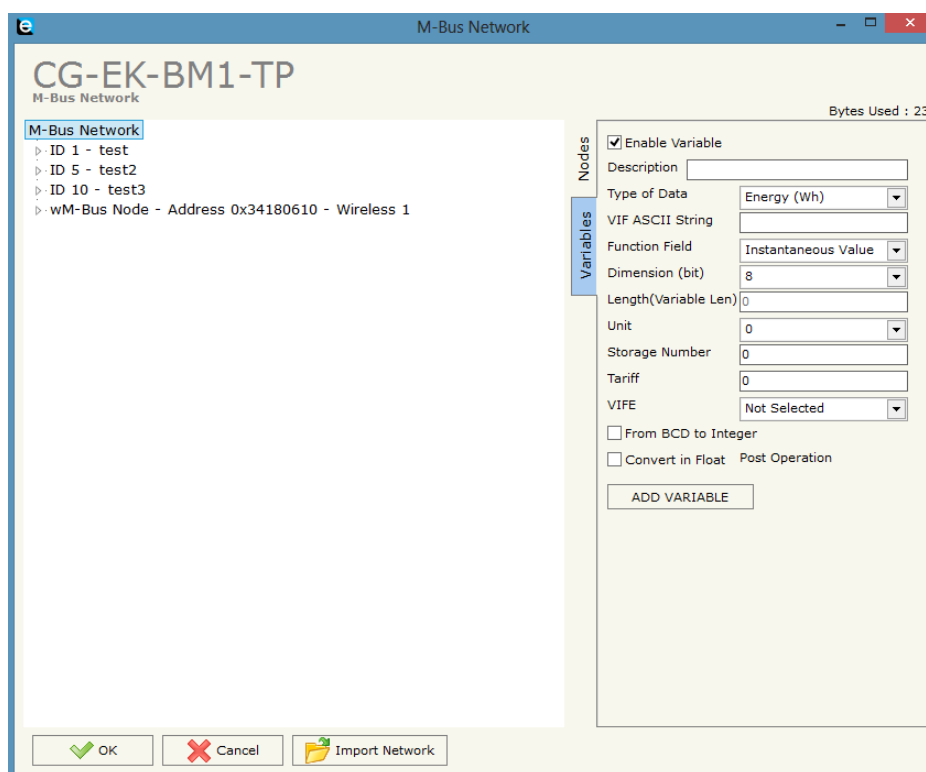 M-Bus Network
CG-EK-BM1-TP
M-Bus Network
Bytes Used : 23
M-Bus Network
ID 1 - test
ID 5 - test2
ID 10 - test3
wM-Bus Node - Address 0x34180610 - Wireless 1
Nodes
Variables
Enable Variable
Description
Type of Data Energy (Wh)
VIF ASCII String
Function Field Instantaneous Value
Dimension (bit) 8
Length(Variable Len) 0
Unit 0
Storage Number 0
Tariff 0
VIFE Not Selected
From BCD to Integer
Convert in Float Post Operation
ADD VARIABLE
OK Cancel Import Network